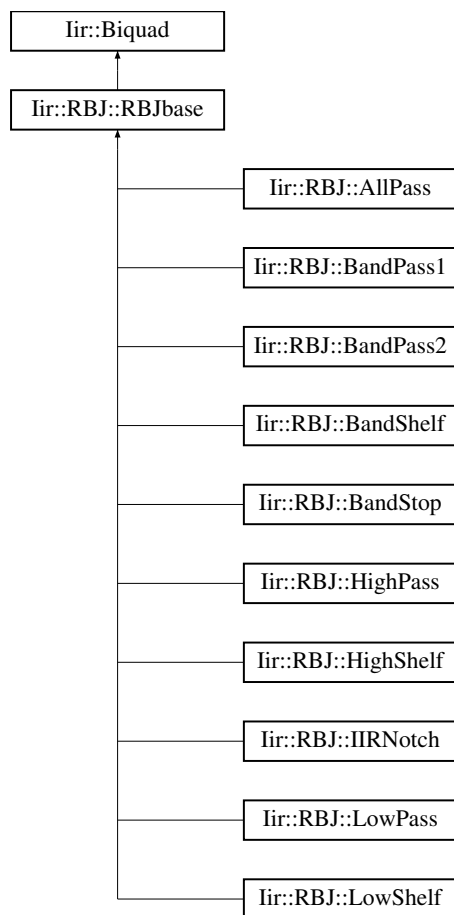 Iir::Biquad
Iir::RBJ::RBJbase
Iir::RBJ::AllPass
Iir::RBJ::BandPass1
Iir::RBJ::BandPass2
Iir::RBJ::BandShelf
Iir::RBJ::BandStop
Iir::RBJ::HighPass
Iir::RBJ::HighShelf
Iir::RBJ::IIRNotch
Iir::RBJ::LowPass
Iir::RBJ::LowShelf